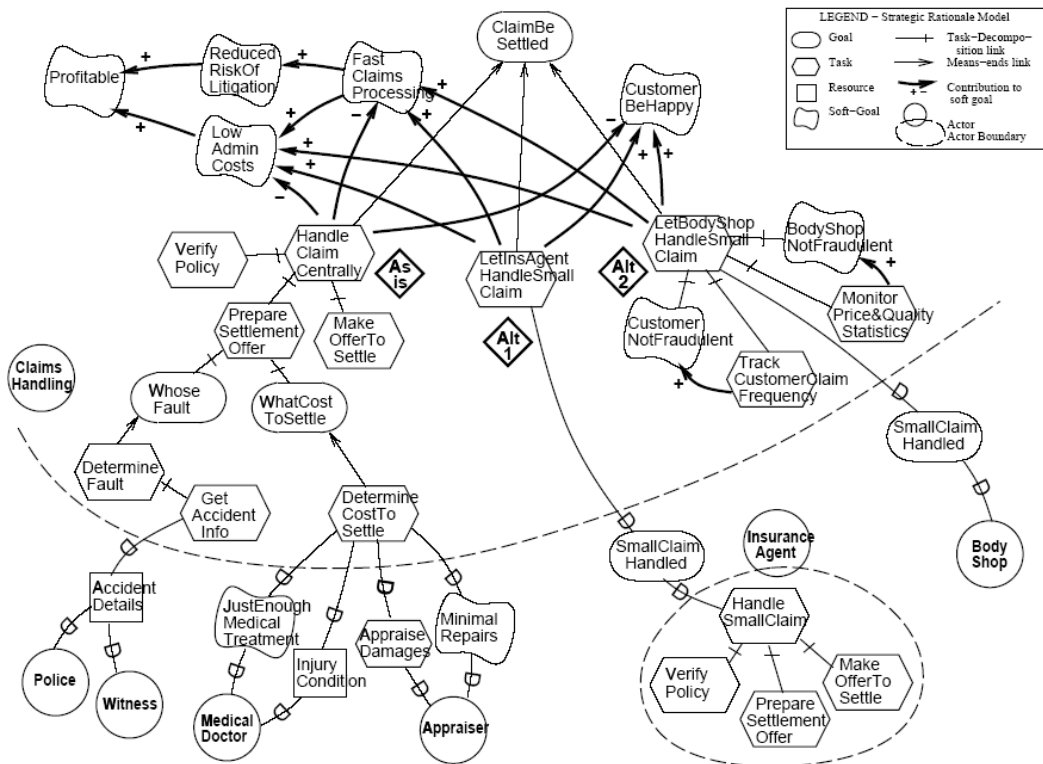 ClaimBe
Settled
LEGEND – Strategic Rationale Model
Goal
Task
Resource
Soft–Goal
Task–Decompo–
sition link
Means–ends link
+ –
Contribution to
soft goal
Actor
Actor Boundary
Profitable
+
Reduced
RiskOf
Litigation
+
Fast
Claims
Processing
Customer
BeHappy
+
+
–
+
–
+
+
Low
Admin
Costs
+
+
–
Verify
Policy
Handle
Claim
Centrally
As
is
LetInsAgent
HandleSmall
Claim
Alt
1
Alt
2
LetBodyShop
HandleSmall
Claim
BodyShop
NotFraudulent
+
Monitor
Price&Quality
Statistics
Prepare
Settlement
Offer
Make
OfferTo
Settle
Customer
NotFraudulent
+
Track
CustomerClaim
Frequency
Claims
Handling
Whose
Fault
WhatCost
ToSettle
SmallClaim
Handled
Determine
Fault
Get
Accident
Info
Determine
CostTo
Settle
SmallClaim
Handled
Insurance
Agent
Body
Shop
Accident
Details
JustEnough
Medical
Treatment
Injury
Condition
Appraise
Damages
Minimal
Repairs
Handle
SmallClaim
Verify
Policy
Prepare
Settlement
Offer
Make
OfferTo
Settle
Police
Witness
Medical
Doctor
Appraiser